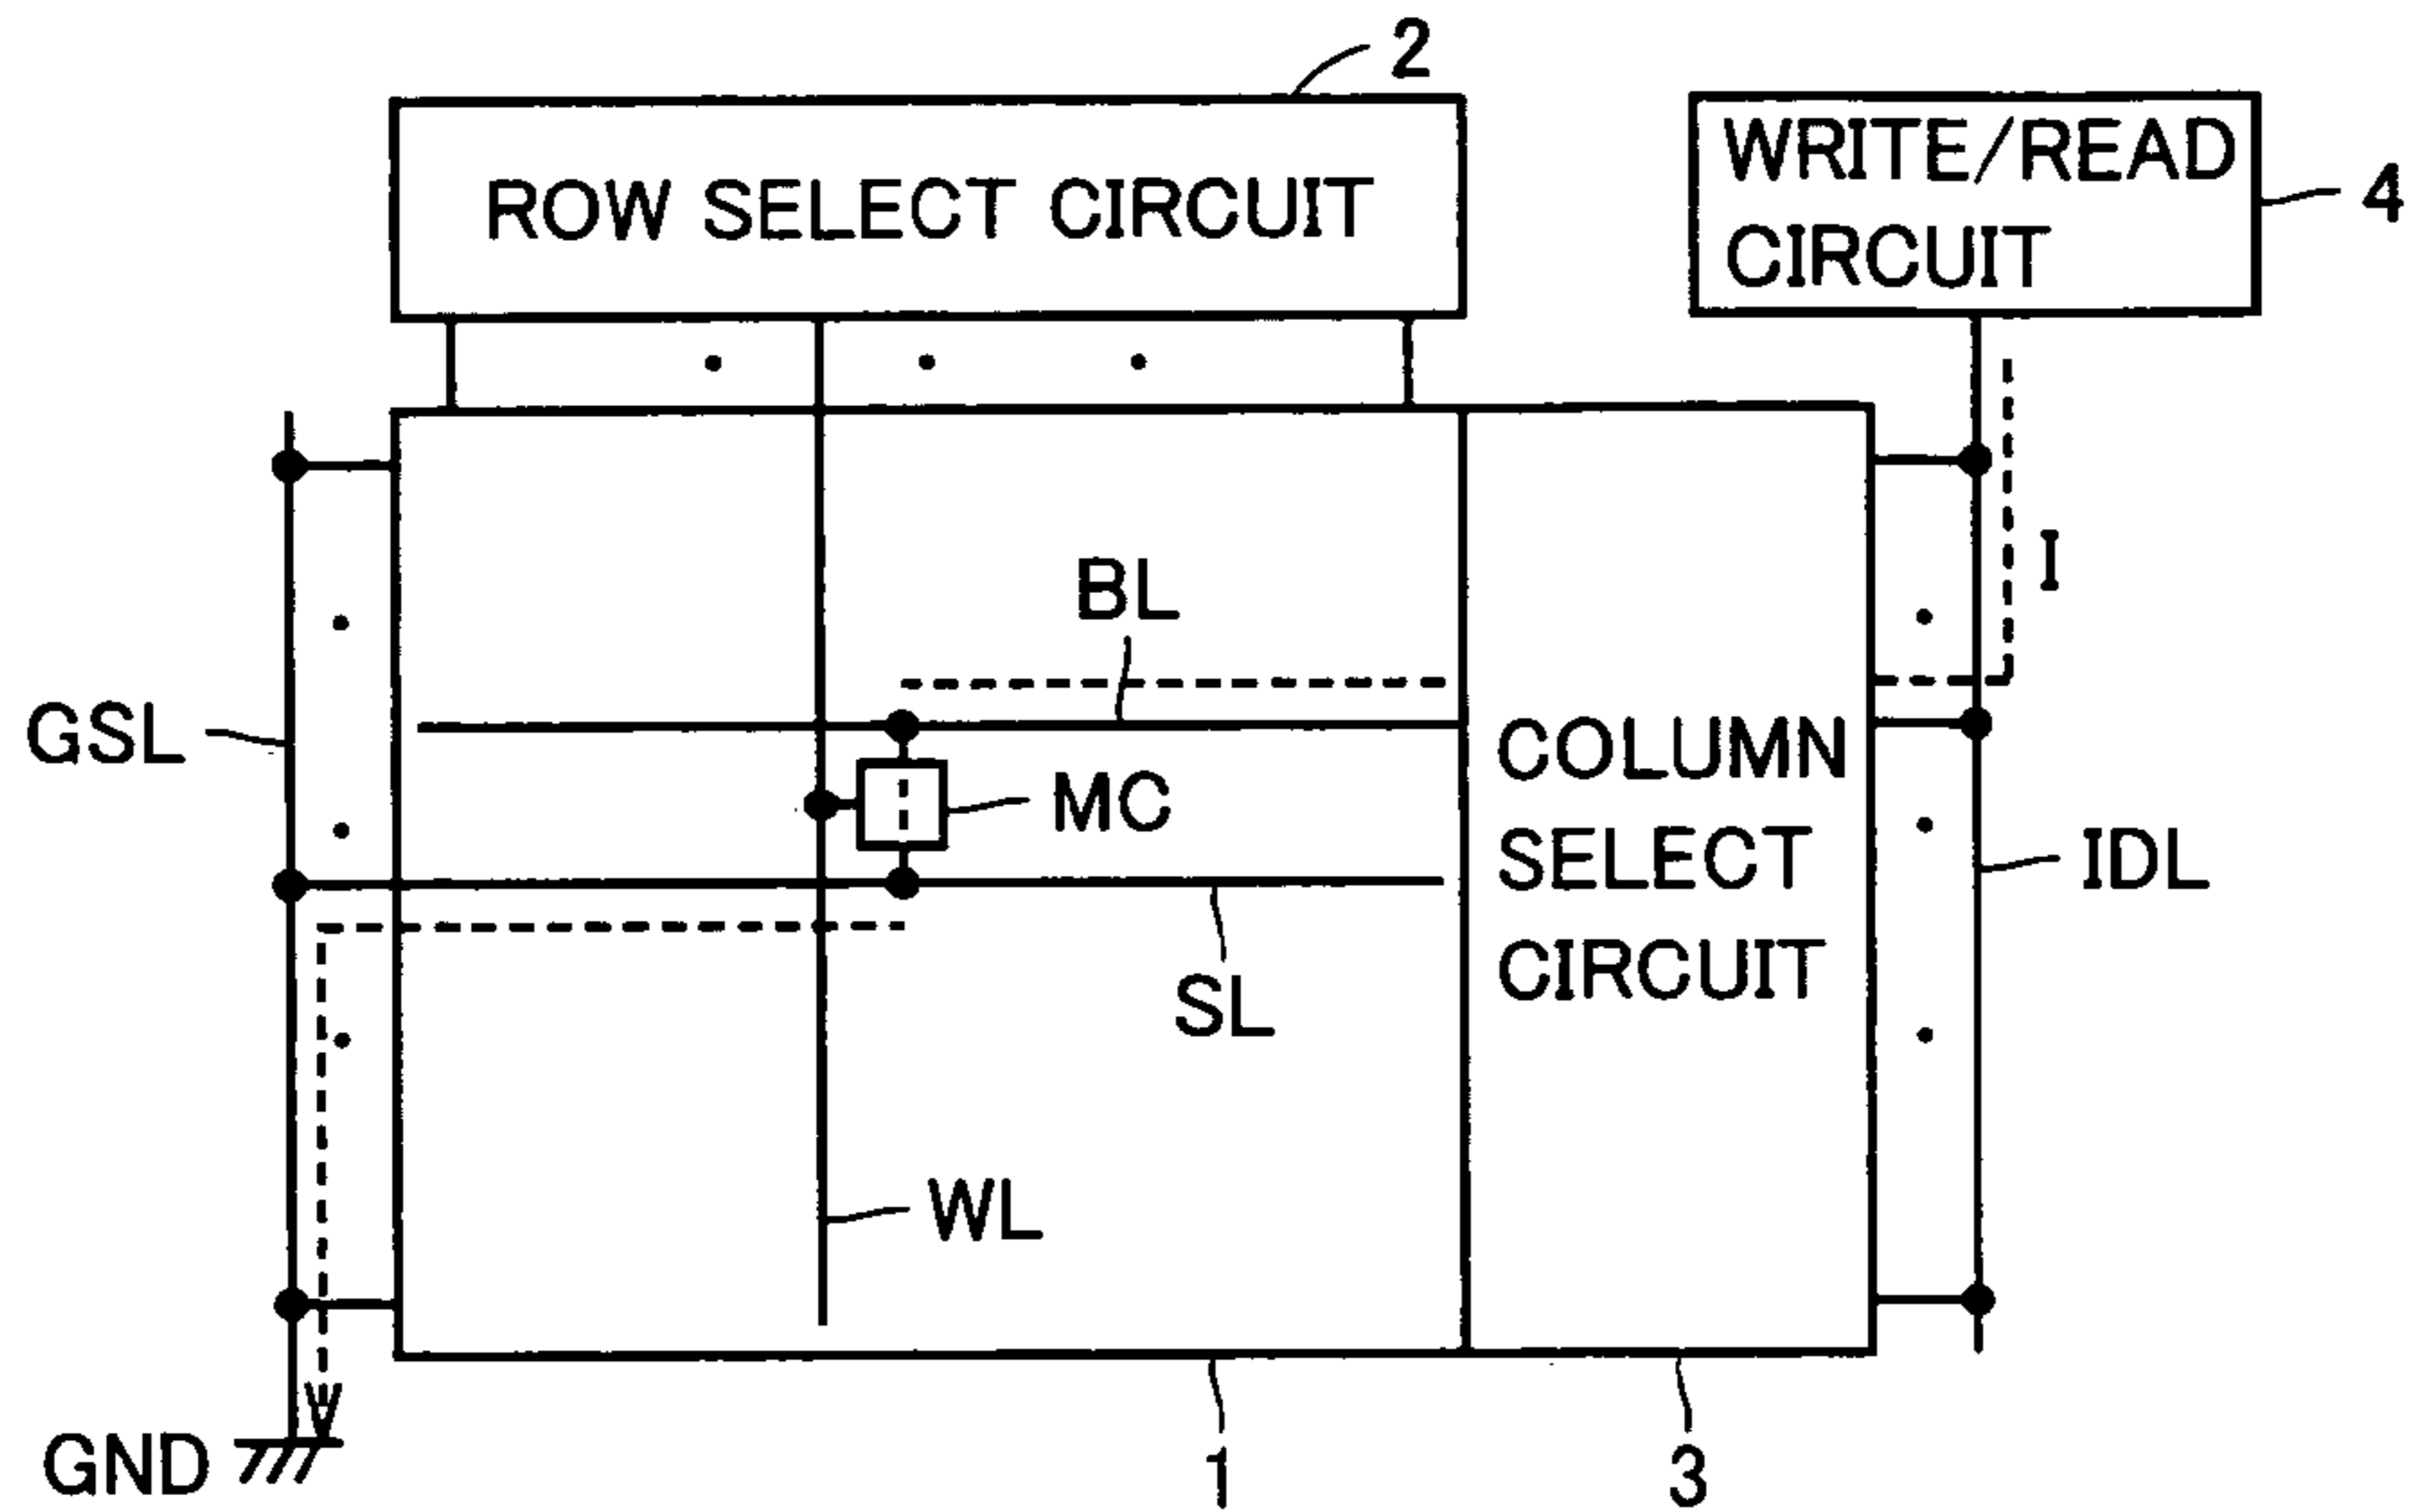 2
ROW SELECT CIRCUIT
WRITE/READ
CIRCUIT
4
I
BL
GSL
MC
COLUMN
SELECT
CIRCUIT
IDL
SL
WL
GND
1
3